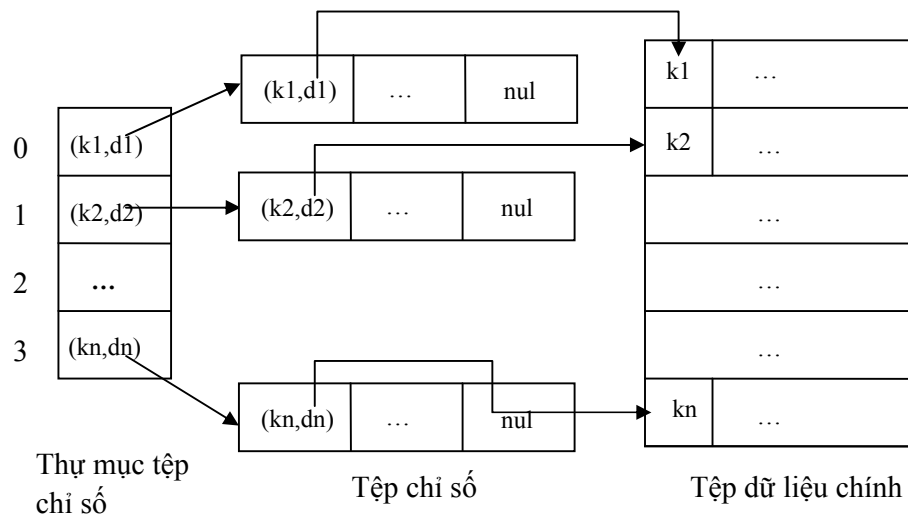 k1 …
(k1,d1) … nul
0 (k1,d1)
k2 …
1 (k2,d2)
(k2,d2) … nul
…
2 ...
…
3 (kn,dn)
…
(kn,dn) … nul
kn …
Thự mục tệp
chỉ số
Tệp chỉ số
Tệp dữ liệu chính